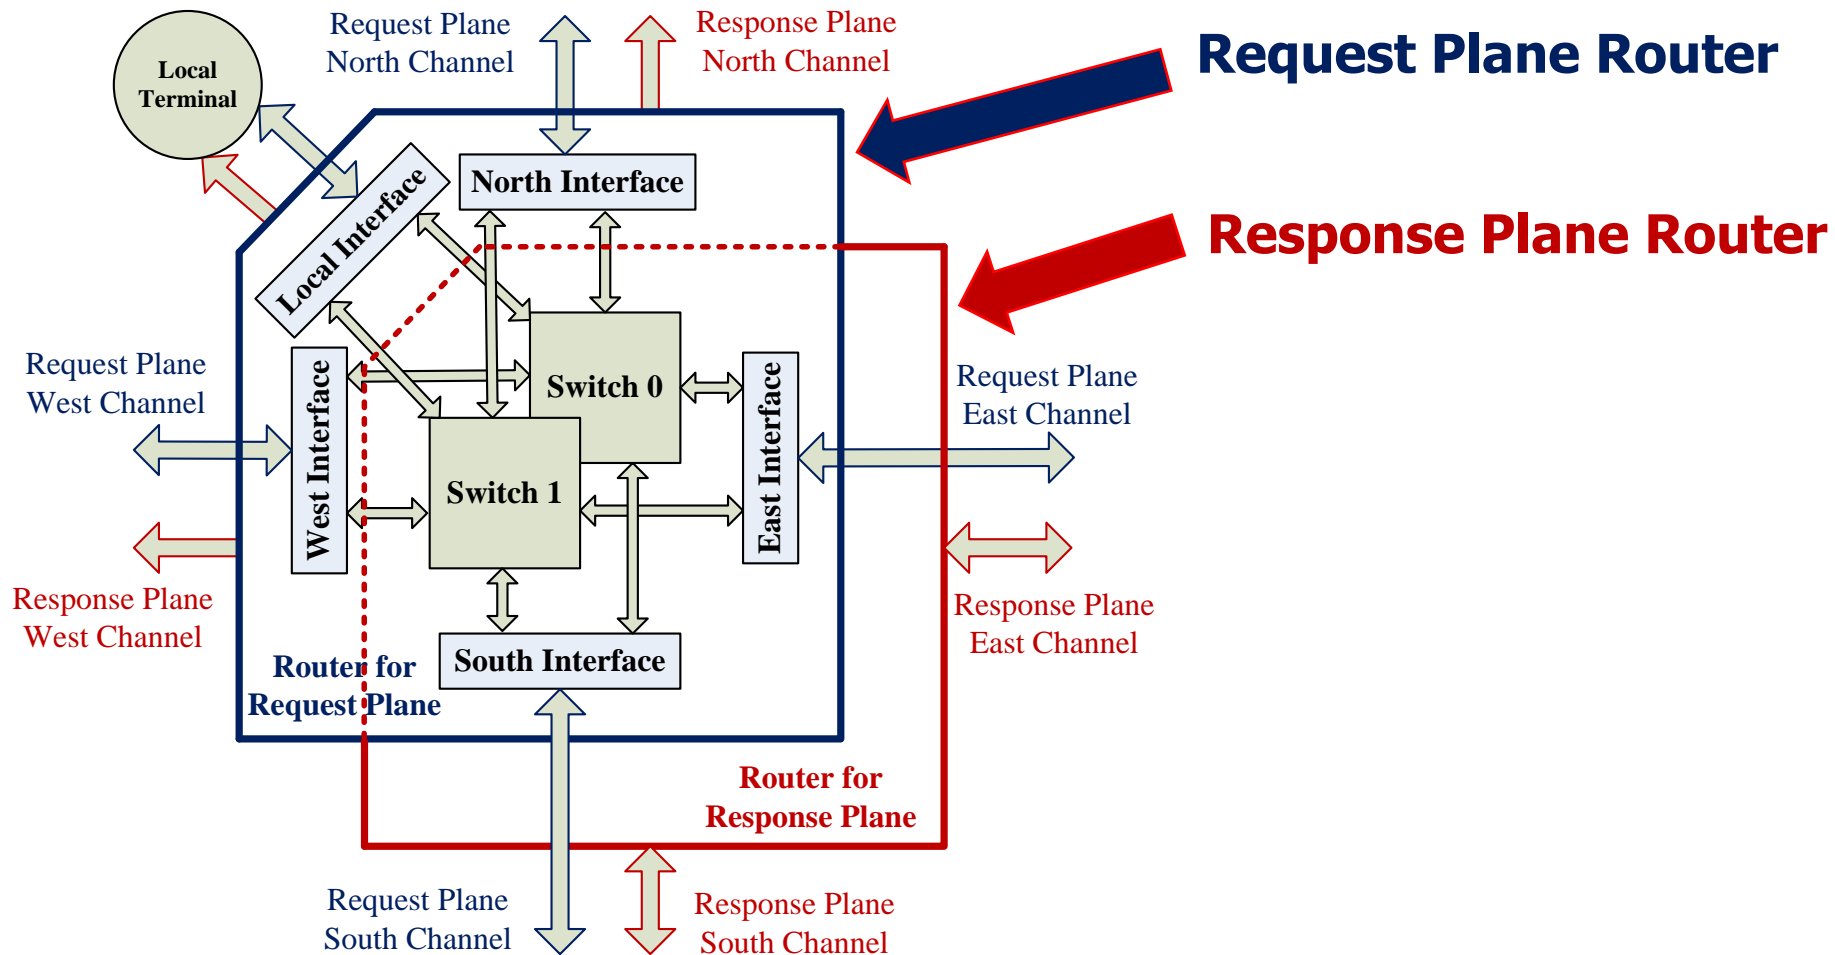 Request Plane
North Channel
Response Plane
North Channel
Request Plane Router
Local
Terminal
North Interface
Local Interface
Response Plane Router
Request Plane
West Channel
West Interface
Switch 0
Switch 1
East Interface
Request Plane
East Channel
Response Plane
West Channel
Response Plane
East Channel
South Interface
Router for
Request Plane
Router for
Response Plane
Request Plane
South Channel
Response Plane
South Channel